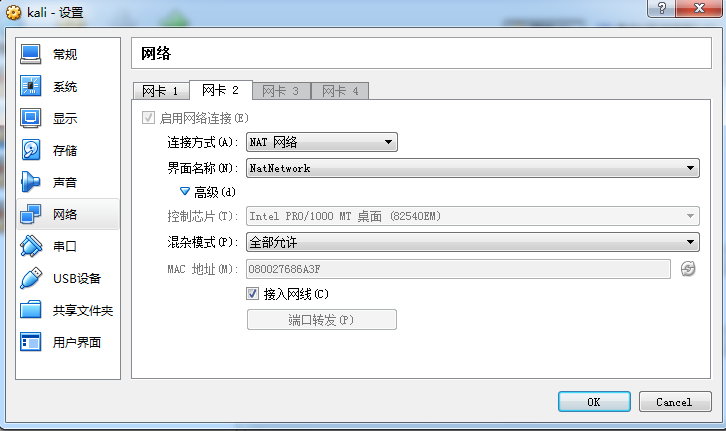 kali - 设置
常规
系统
显示
存储
声音
网络
串口
USB设备
共享文件夹
用户界面
网络
网卡 1 网卡 2 网卡 3 网卡 4
启用网络连接(E)
连接方式(A): NAT 网络
界面名称(N): NatNetwork
高级(d)
控制芯片(T): Intel PRO/1000 MT 桌面 (82540EM)
混杂模式(P): 全部允许
MAC 地址(M): 080027686A3F
接入网线(C)
端口转发(P)
OK Cancel